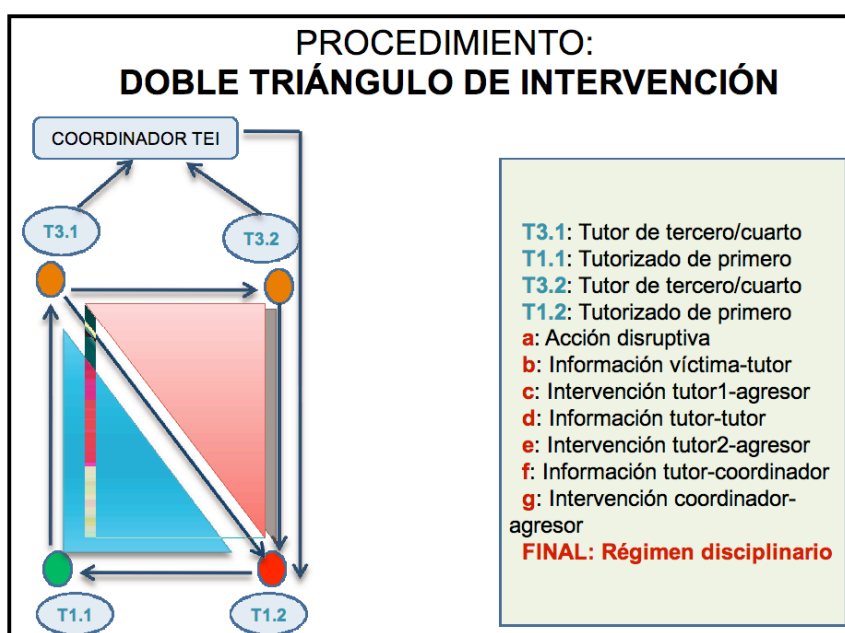 PROCEDIMIENTO:
DOBLE TRIÁNGULO DE INTERVENCIÓN
COORDINADOR TEI
T3.1
T3.2
T1.1
T1.2
T3.1: Tutor de tercero/cuarto
T1.1: Tutorizado de primero
T3.2: Tutor de tercero/cuarto
T1.2: Tutorizado de primero
a: Acción disruptiva
b: Información víctima-tutor
c: Intervención tutor1-agresor
d: Información tutor-tutor
e: Intervención tutor2-agresor
f: Información tutor-coordinador
g: Intervención coordinador-
agresor
FINAL: Régimen disciplinario